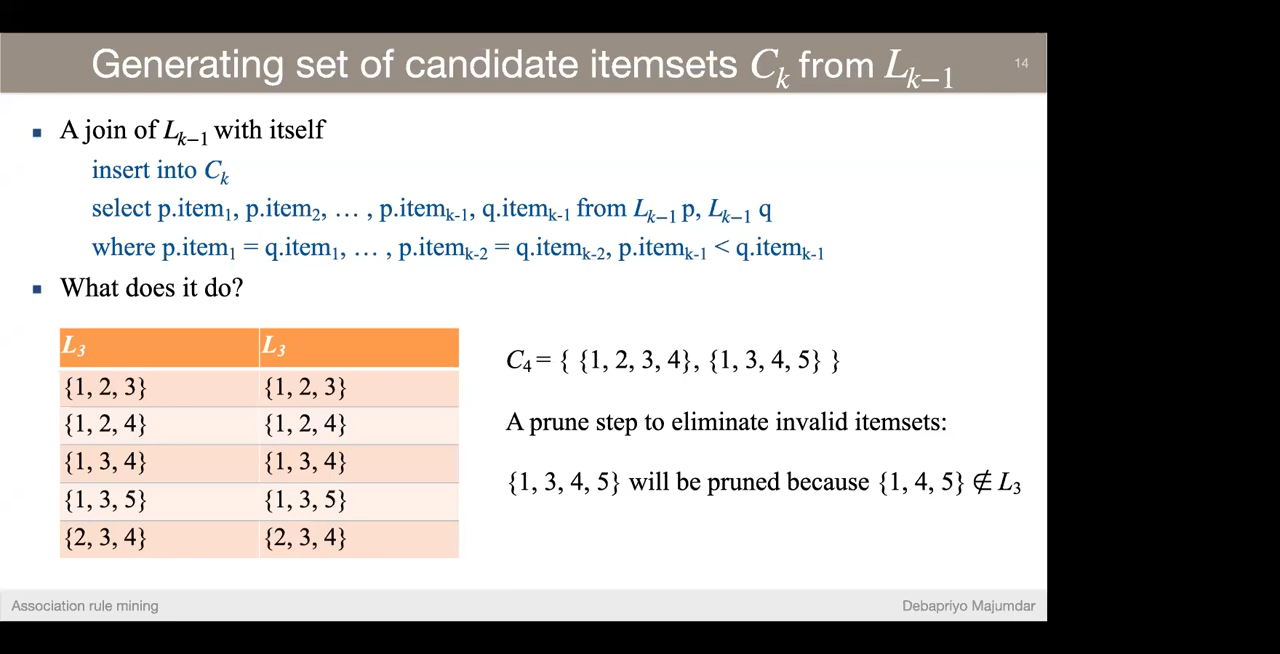 Generating set of candidate itemsets Cₖ from Lₖ₋₁
14
▪ A join of Lₖ₋₁ with itself
insert into Cₖ
select p.item₁, p.item₂, … , p.itemₖ₋₁, q.itemₖ₋₁ from Lₖ₋₁ p, Lₖ₋₁ q
where p.item₁ = q.item₁, … , p.itemₖ₋₂ = q.itemₖ₋₂, p.itemₖ₋₁ < q.itemₖ₋₁
▪ What does it do?
L₃ L₃
{1, 2, 3} {1, 2, 3}
{1, 2, 4} {1, 2, 4}
{1, 3, 4} {1, 3, 4}
{1, 3, 5} {1, 3, 5}
{2, 3, 4} {2, 3, 4}
C₄ = { {1, 2, 3, 4}, {1, 3, 4, 5} }
A prune step to eliminate invalid itemsets:
{1, 3, 4, 5} will be pruned because {1, 4, 5} ∉ L₃
Association rule mining
Debapriyo Majumdar